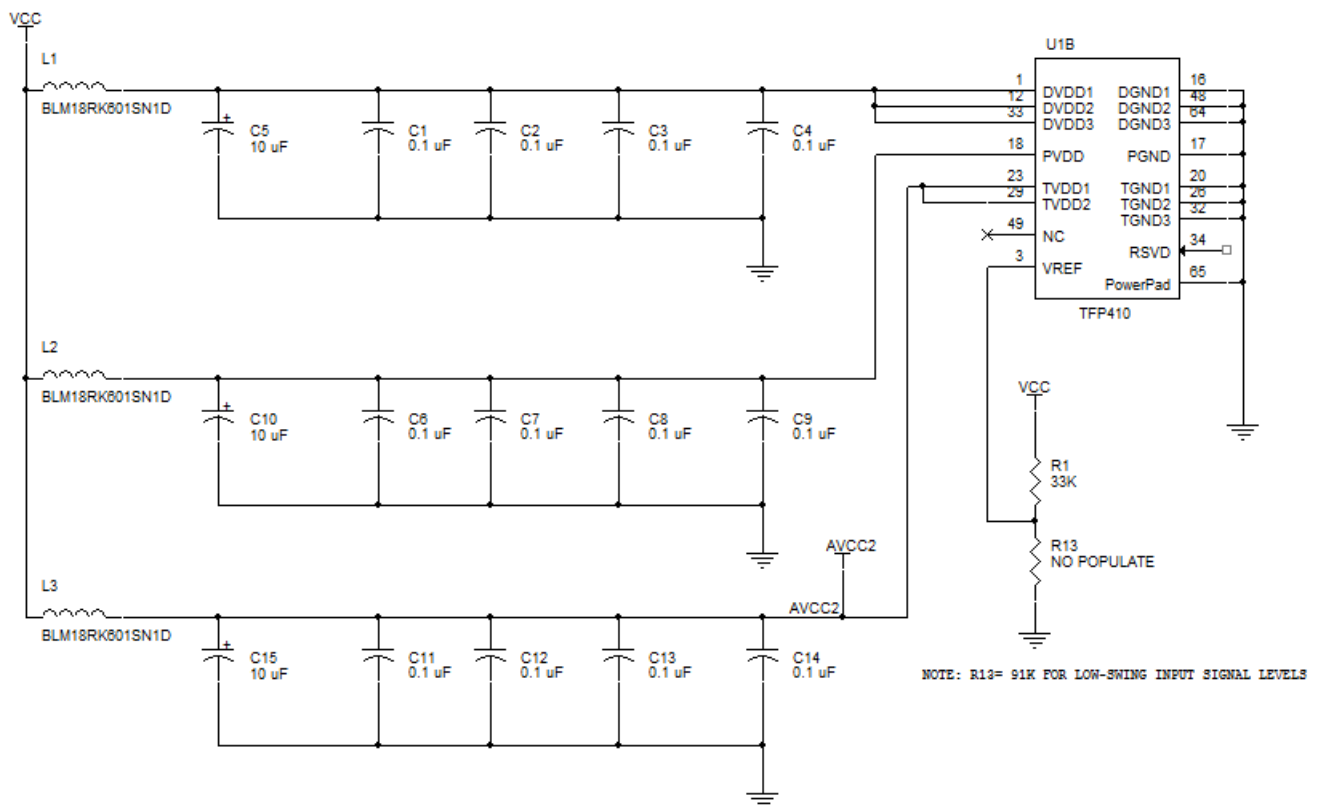 VCC
L1
BLM18RK601SN1D
C5
10 uF
+
C1
0.1 uF
C2
0.1 uF
C3
0.1 uF
C4
0.1 uF
U1B
1
12
33
18
23
29
49
3
DVDD1
DVDD2
DVDD3
PVDD
TVDD1
TVDD2
NC
VREF
DGND1
DGND2
DGND3
PGND
TGND1
TGND2
TGND3
RSVD
PowerPad
16
48
64
17
20
26
32
34
65
TFP410
L2
BLM18RK601SN1D
+
C10
10 uF
C6
0.1 uF
C7
0.1 uF
C8
0.1 uF
C9
0.1 uF
VCC
R1
33K
R13
NO POPULATE
AVCC2
AVCC2
L3
BLM18RK601SN1D
+
C15
10 uF
C11
0.1 uF
C12
0.1 uF
C13
0.1 uF
C14
0.1 uF
NOTE: R13= 91K FOR LOW-SWING INPUT SIGNAL LEVELS